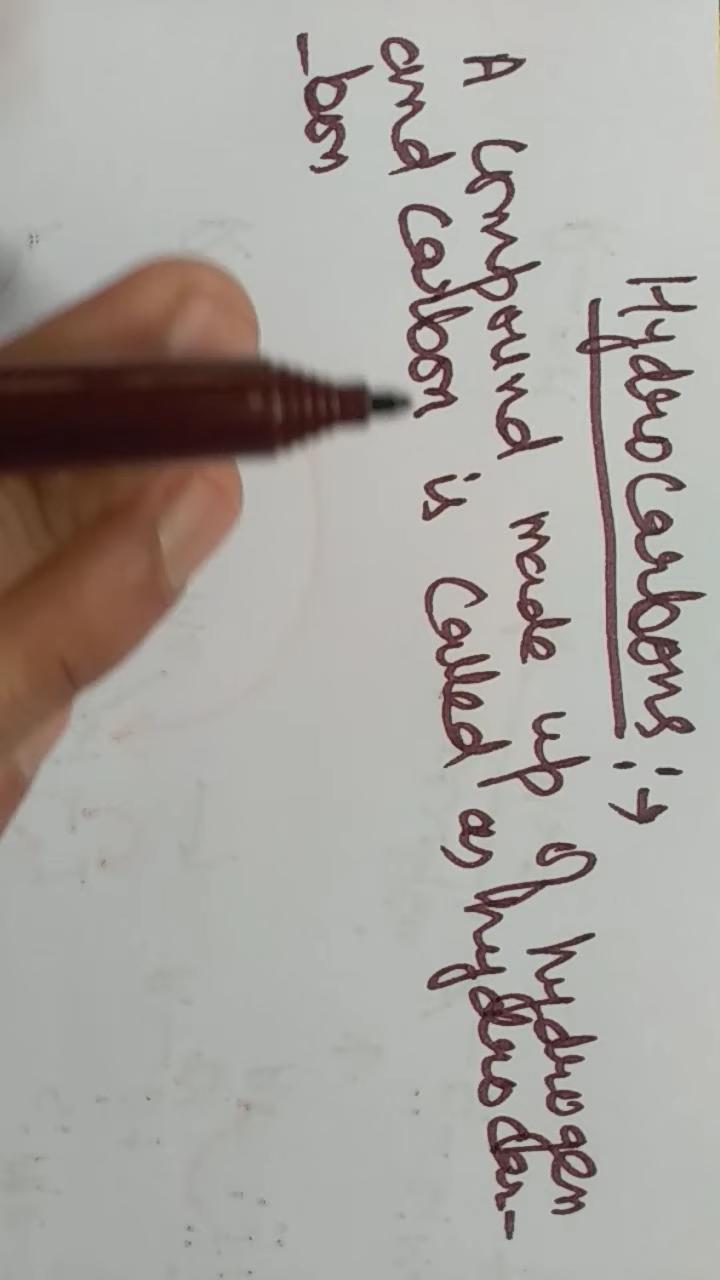 Hydrocarbons :→
A Compound made up of hydrogen
and Carbon is Called as hydrocar-
-bon